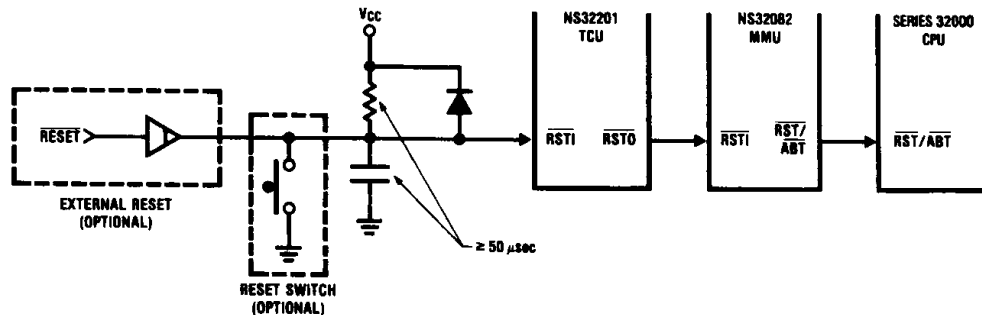 VCC
NS32201
TCU
NS32082
MMU
SERIES 32000
CPU
RESET
RSTI
RSTO
RSTI
RST/
ABT
RST/ABT
EXTERNAL RESET
(OPTIONAL)
≥ 50 μsec
RESET SWITCH
(OPTIONAL)